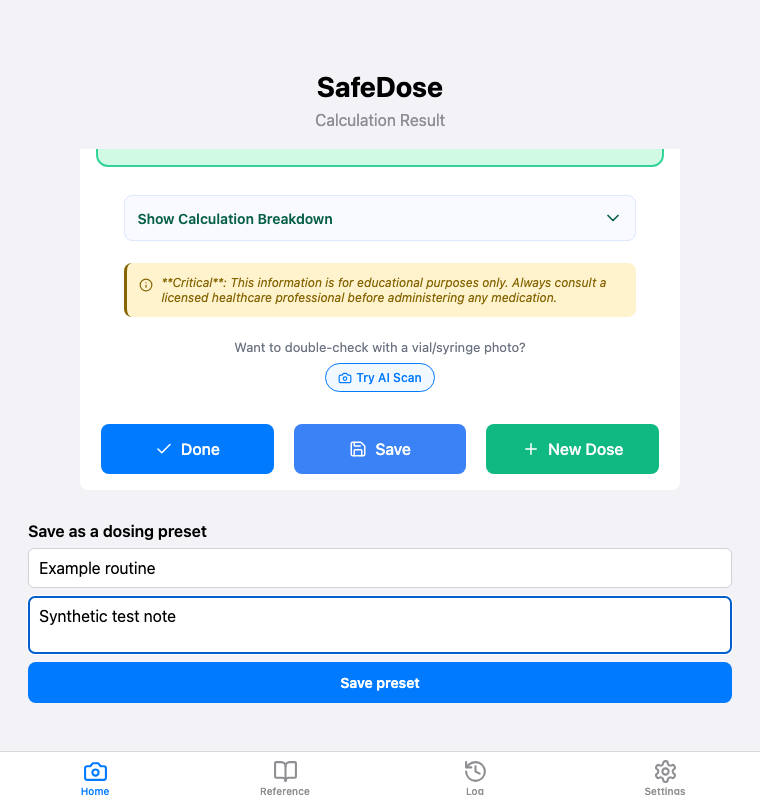 SafeDose
Calculation Result
Show Calculation Breakdown
**Critical**: This information is for educational purposes only. Always consult a
licensed healthcare professional before administering any medication.
Want to double-check with a vial/syringe photo?
Try AI Scan
Done
Save
New Dose
Save as a dosing preset
Example routine
Synthetic test note
Save preset
Home
Reference
Log
Settings